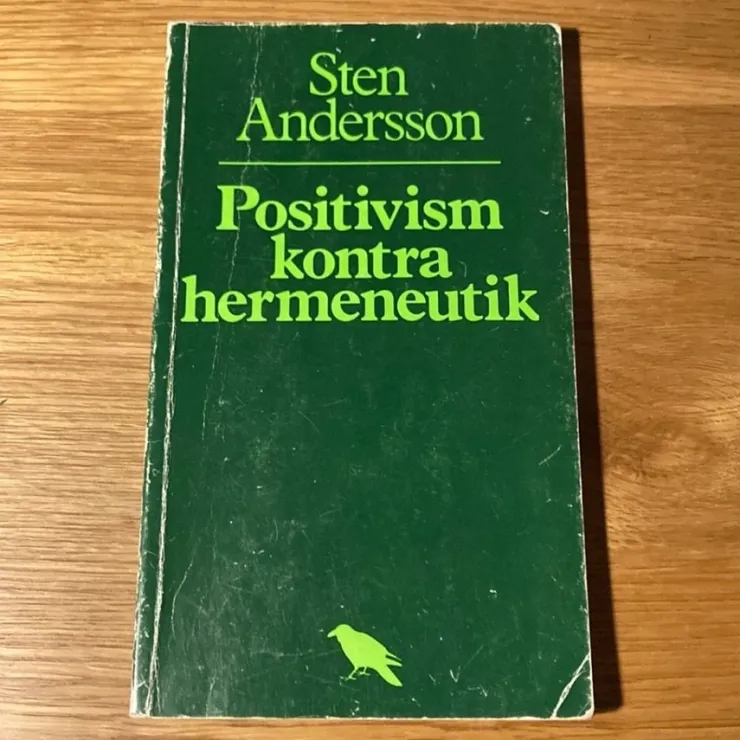 Sten
Andersson
Positivism
kontra
hermeneutik